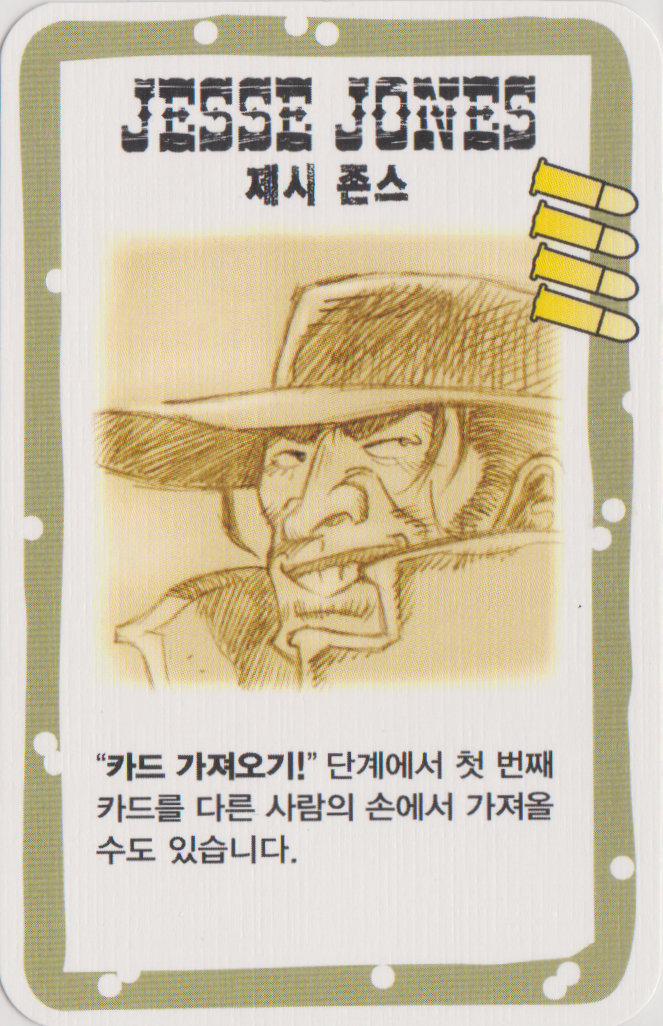 JESSE JONES
제시 존스
“카드 가져오기!” 단계에서 첫 번째
카드를 다른 사람의 손에서 가져올
수도 있습니다.